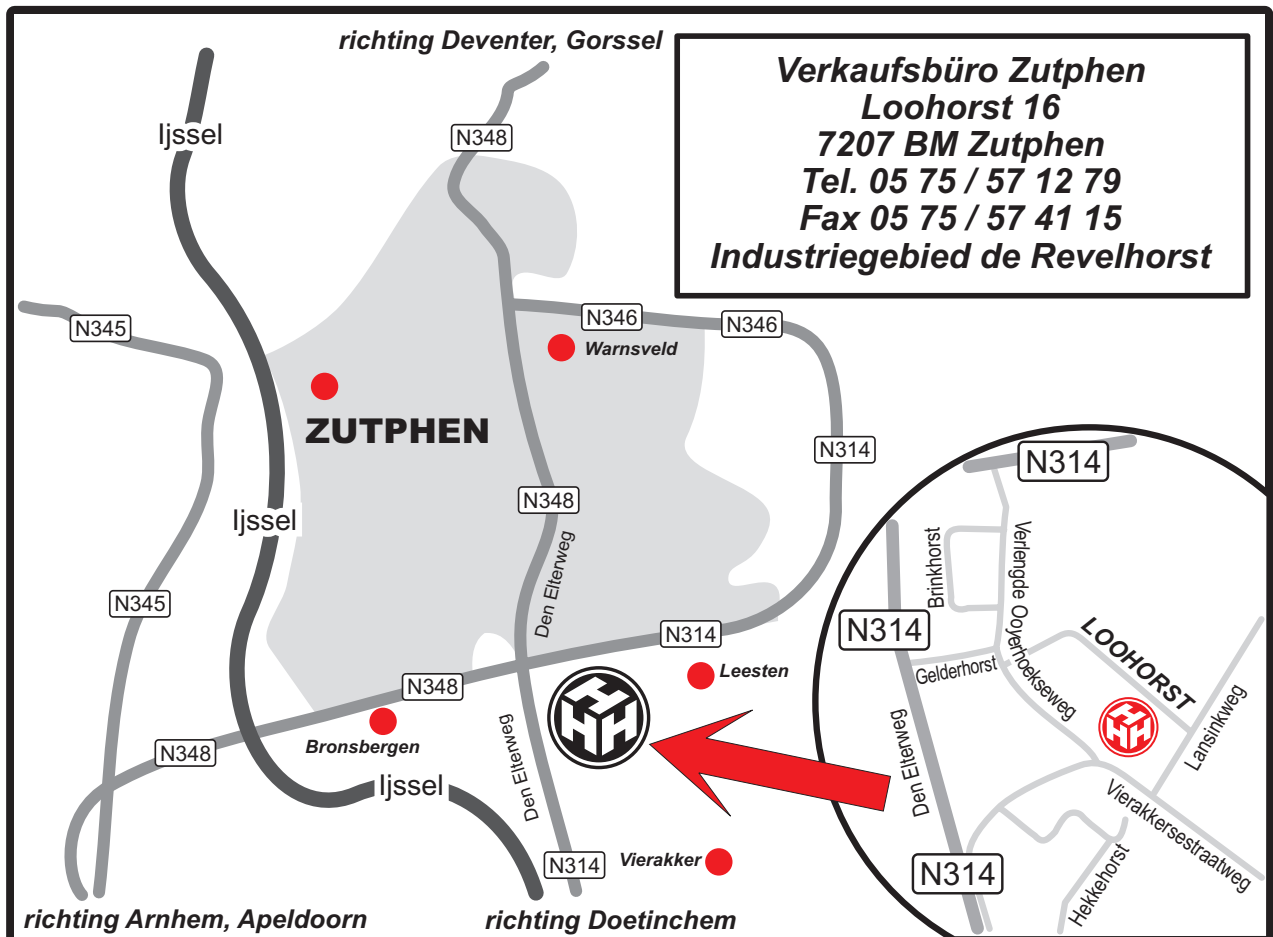 richting Deventer, Gorssel
Verkaufsbüro Zutphen
Loohorst 16
7207 BM Zutphen
Tel. 05 75 / 57 12 79
Fax 05 75 / 57 41 15
Industriegebied de Revelhorst
Ijssel
N348
N345
N346
N346
Warnsveld
ZUTPHEN
N314
N348
Ijssel
Den Elterweg
N345
N314
Leesten
N348
Bronsbergen
N348
HHH
Den Elterweg
Ijssel
N314
Vierakker
richting Arnhem, Apeldoorn
richting Doetinchem
N314
Brinkhorst
Verlengde Ooyerhoekseweg
N314
LOOHORST
Gelderhorst
HHH
Lansinkweg
Den Elterweg
Vierakkersestraatweg
N314
Hekkehorst